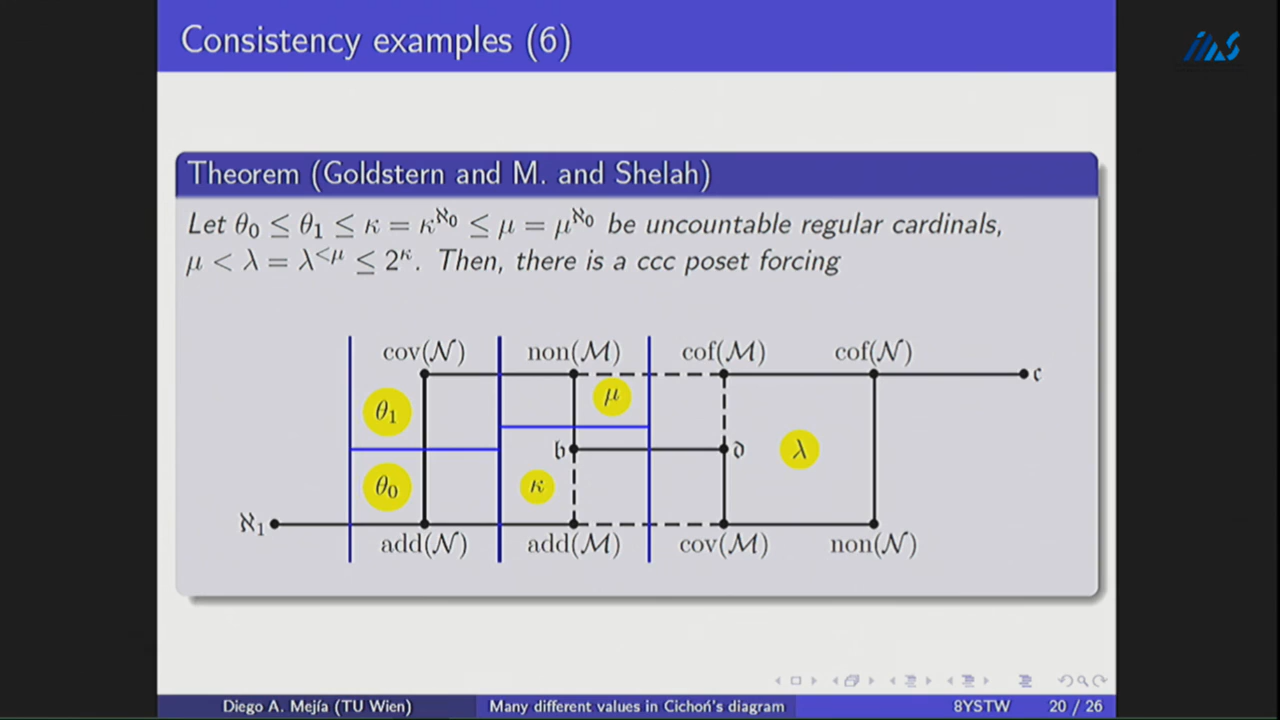 Consistency examples (6)
iMS
Theorem (Goldstern and M. and Shelah)
Let θ₀ ≤ θ₁ ≤ κ = κ^ℵ₀ ≤ μ = μ^ℵ₀ be uncountable regular cardinals,
μ < λ = λ^<μ ≤ 2^κ. Then, there is a ccc poset forcing
cov(𝒩) non(ℳ) cof(ℳ) cof(𝒩)
𝔠
θ₁ μ
𝔟 𝔡 λ
θ₀ κ
ℵ₁
add(𝒩) add(ℳ) cov(ℳ) non(𝒩)
Diego A. Mejía (TU Wien) Many different values in Cichoń's diagram 8YSTW 20 / 26